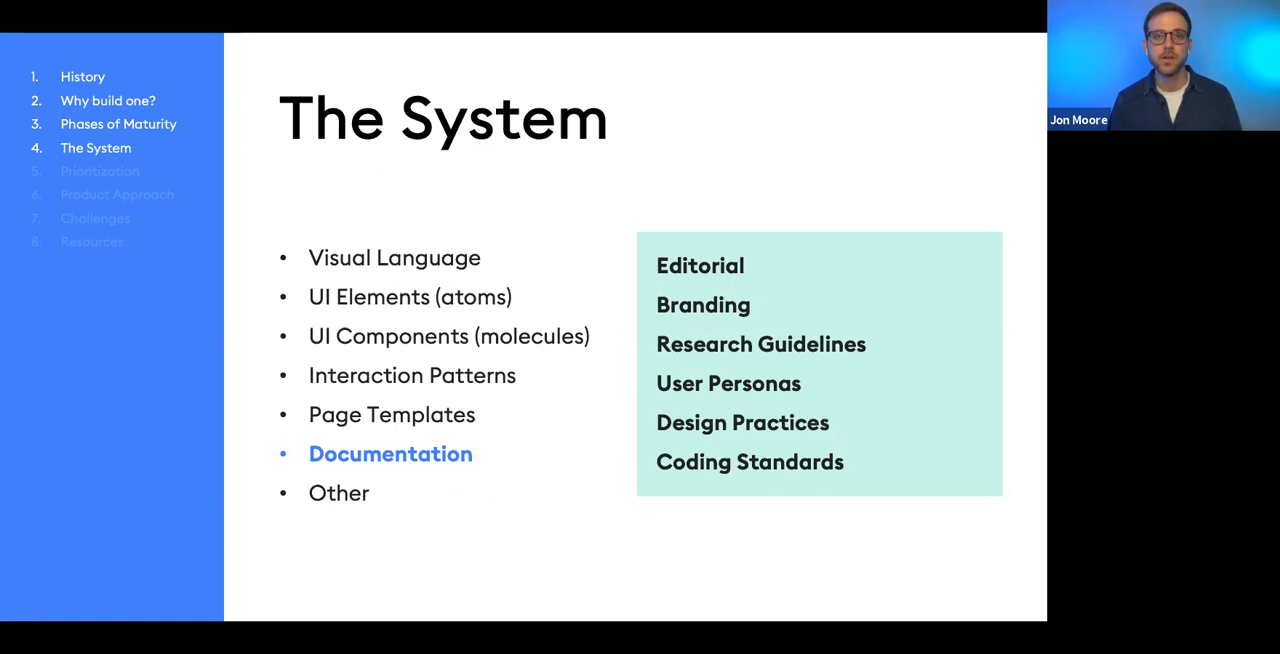 1. History
2. Why build one?
3. Phases of Maturity
4. The System
5. Prioritization
6. Product Approach
7. Challenges
8. Resources
The System
• Visual Language
• UI Elements (atoms)
• UI Components (molecules)
• Interaction Patterns
• Page Templates
• Documentation
• Other
Editorial
Branding
Research Guidelines
User Personas
Design Practices
Coding Standards
Jon Moore